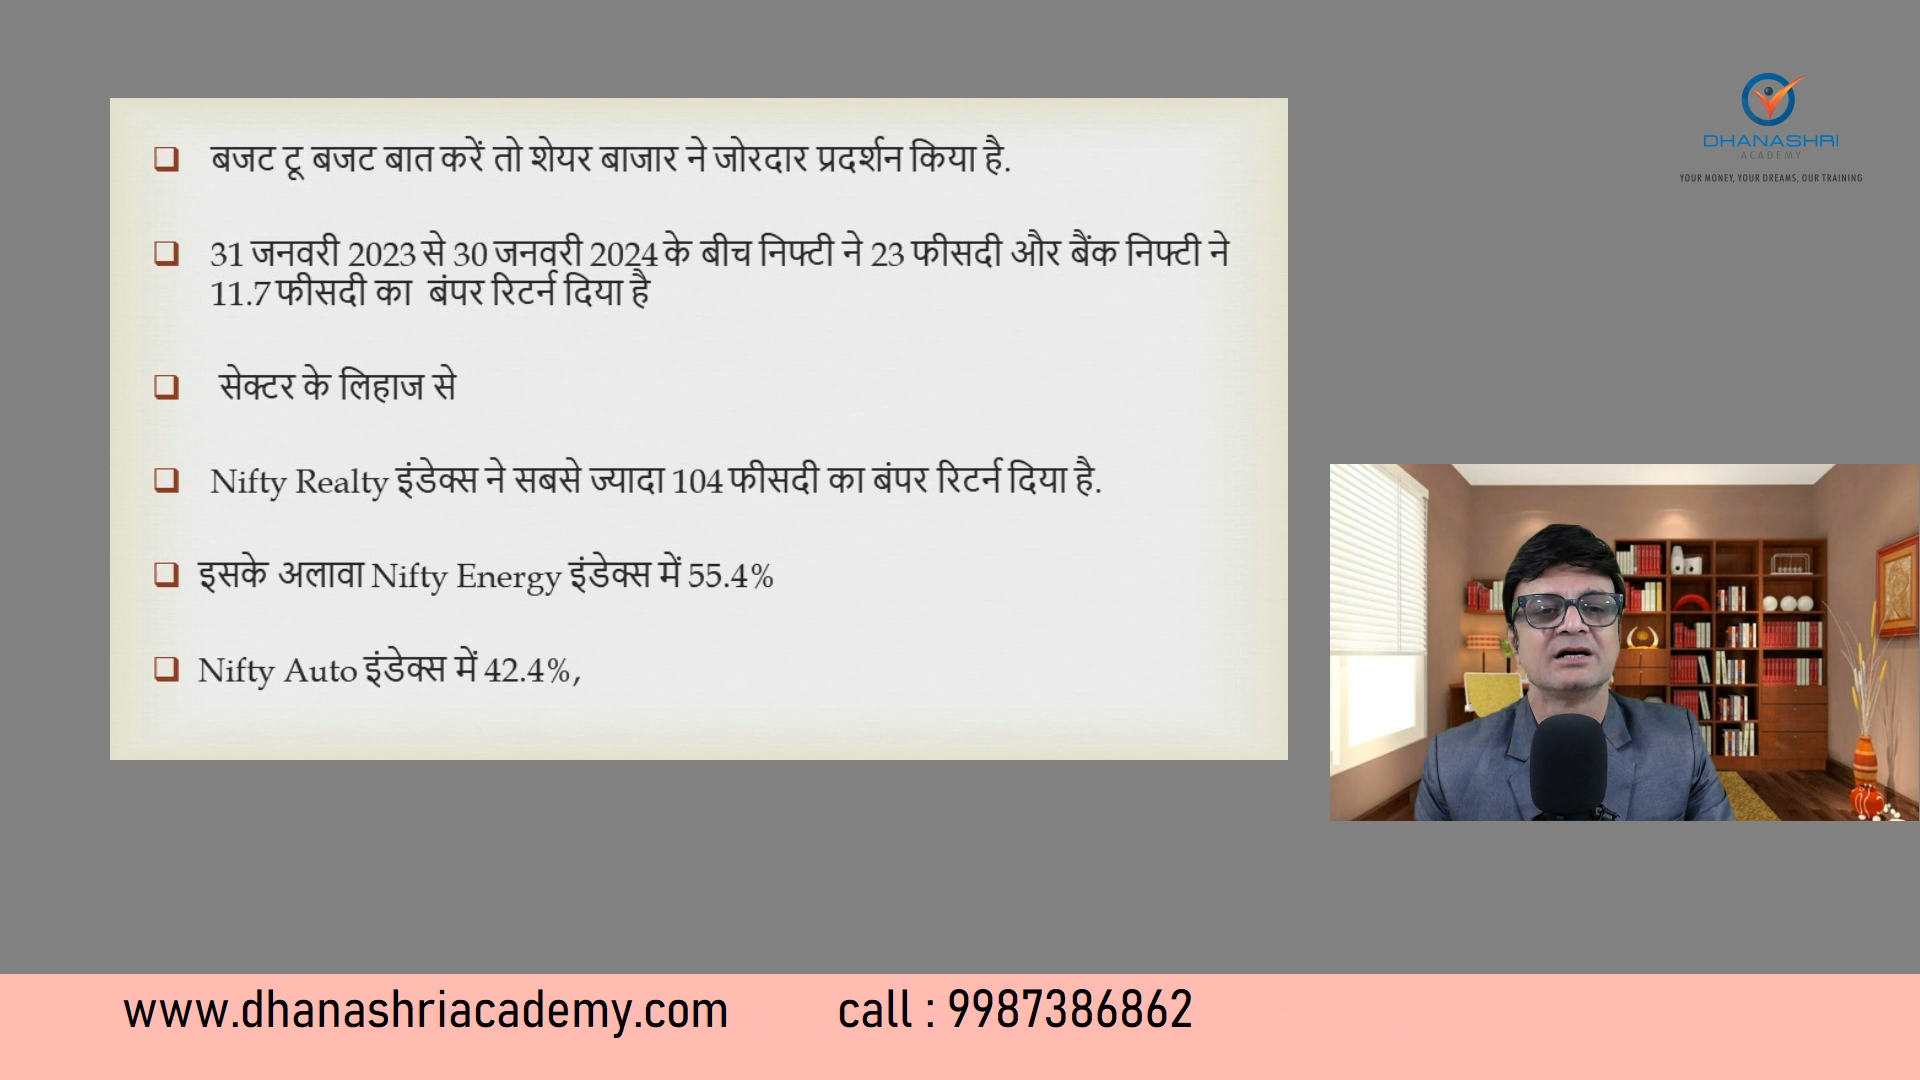 बजट टू बजट बात करें तो शेयर बाजार ने जोरदार प्रदर्शन किया है.
31 जनवरी 2023 से 30 जनवरी 2024 के बीच निफ्टी ने 23 फीसदी और बैंक निफ्टी ने
11.7 फीसदी का बंपर रिटर्न दिया है
सेक्टर के लिहाज से
Nifty Realty इंडेक्स ने सबसे ज्यादा 104 फीसदी का बंपर रिटर्न दिया है.
इसके अलावा Nifty Energy इंडेक्स में 55.4%
Nifty Auto इंडेक्स में 42.4%,
DHANASHRI
ACADEMY
YOUR MONEY, YOUR DREAMS, OUR TRAINING
www.dhanashriacademy.com call : 9987386862